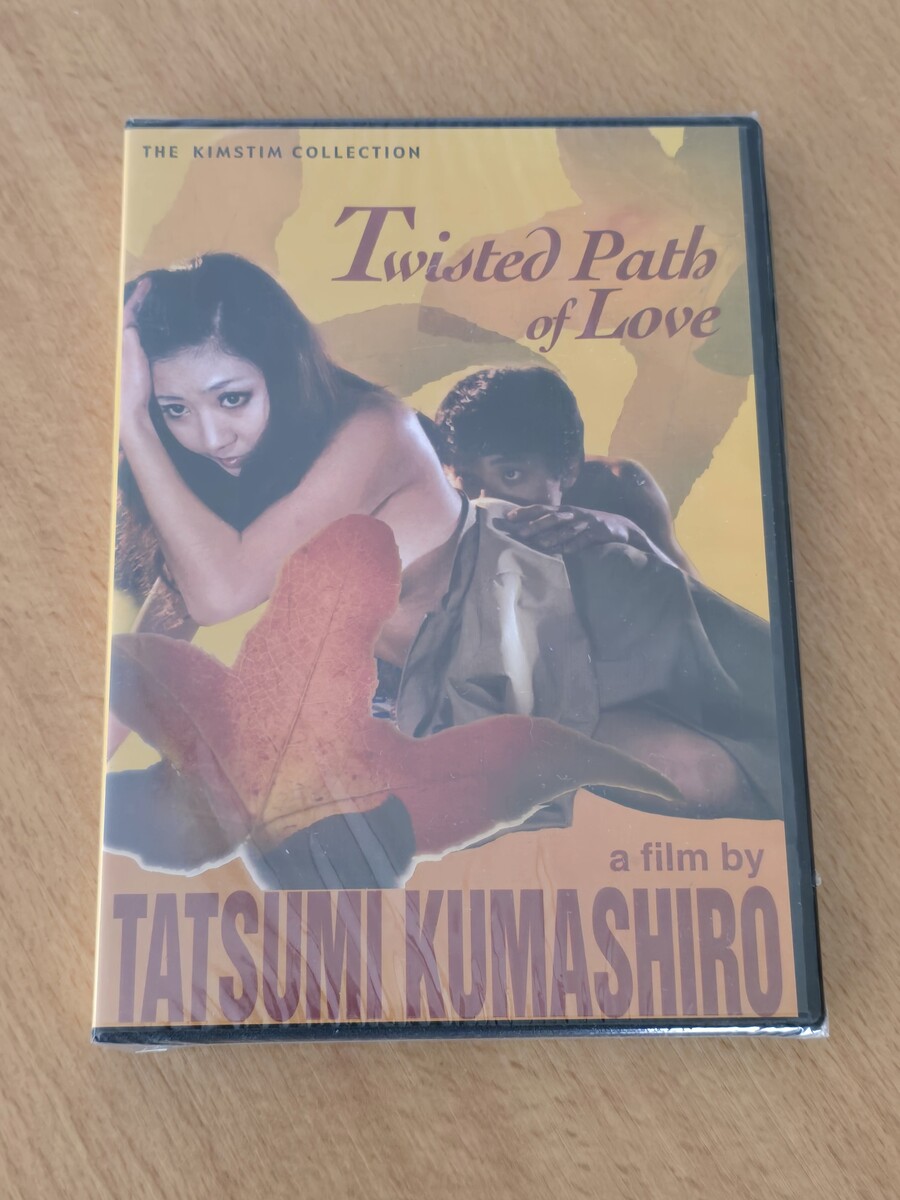 THE KIMSTIM COLLECTION
Twisted Path
of Love
a film by
TATSUMI KUMASHIRO